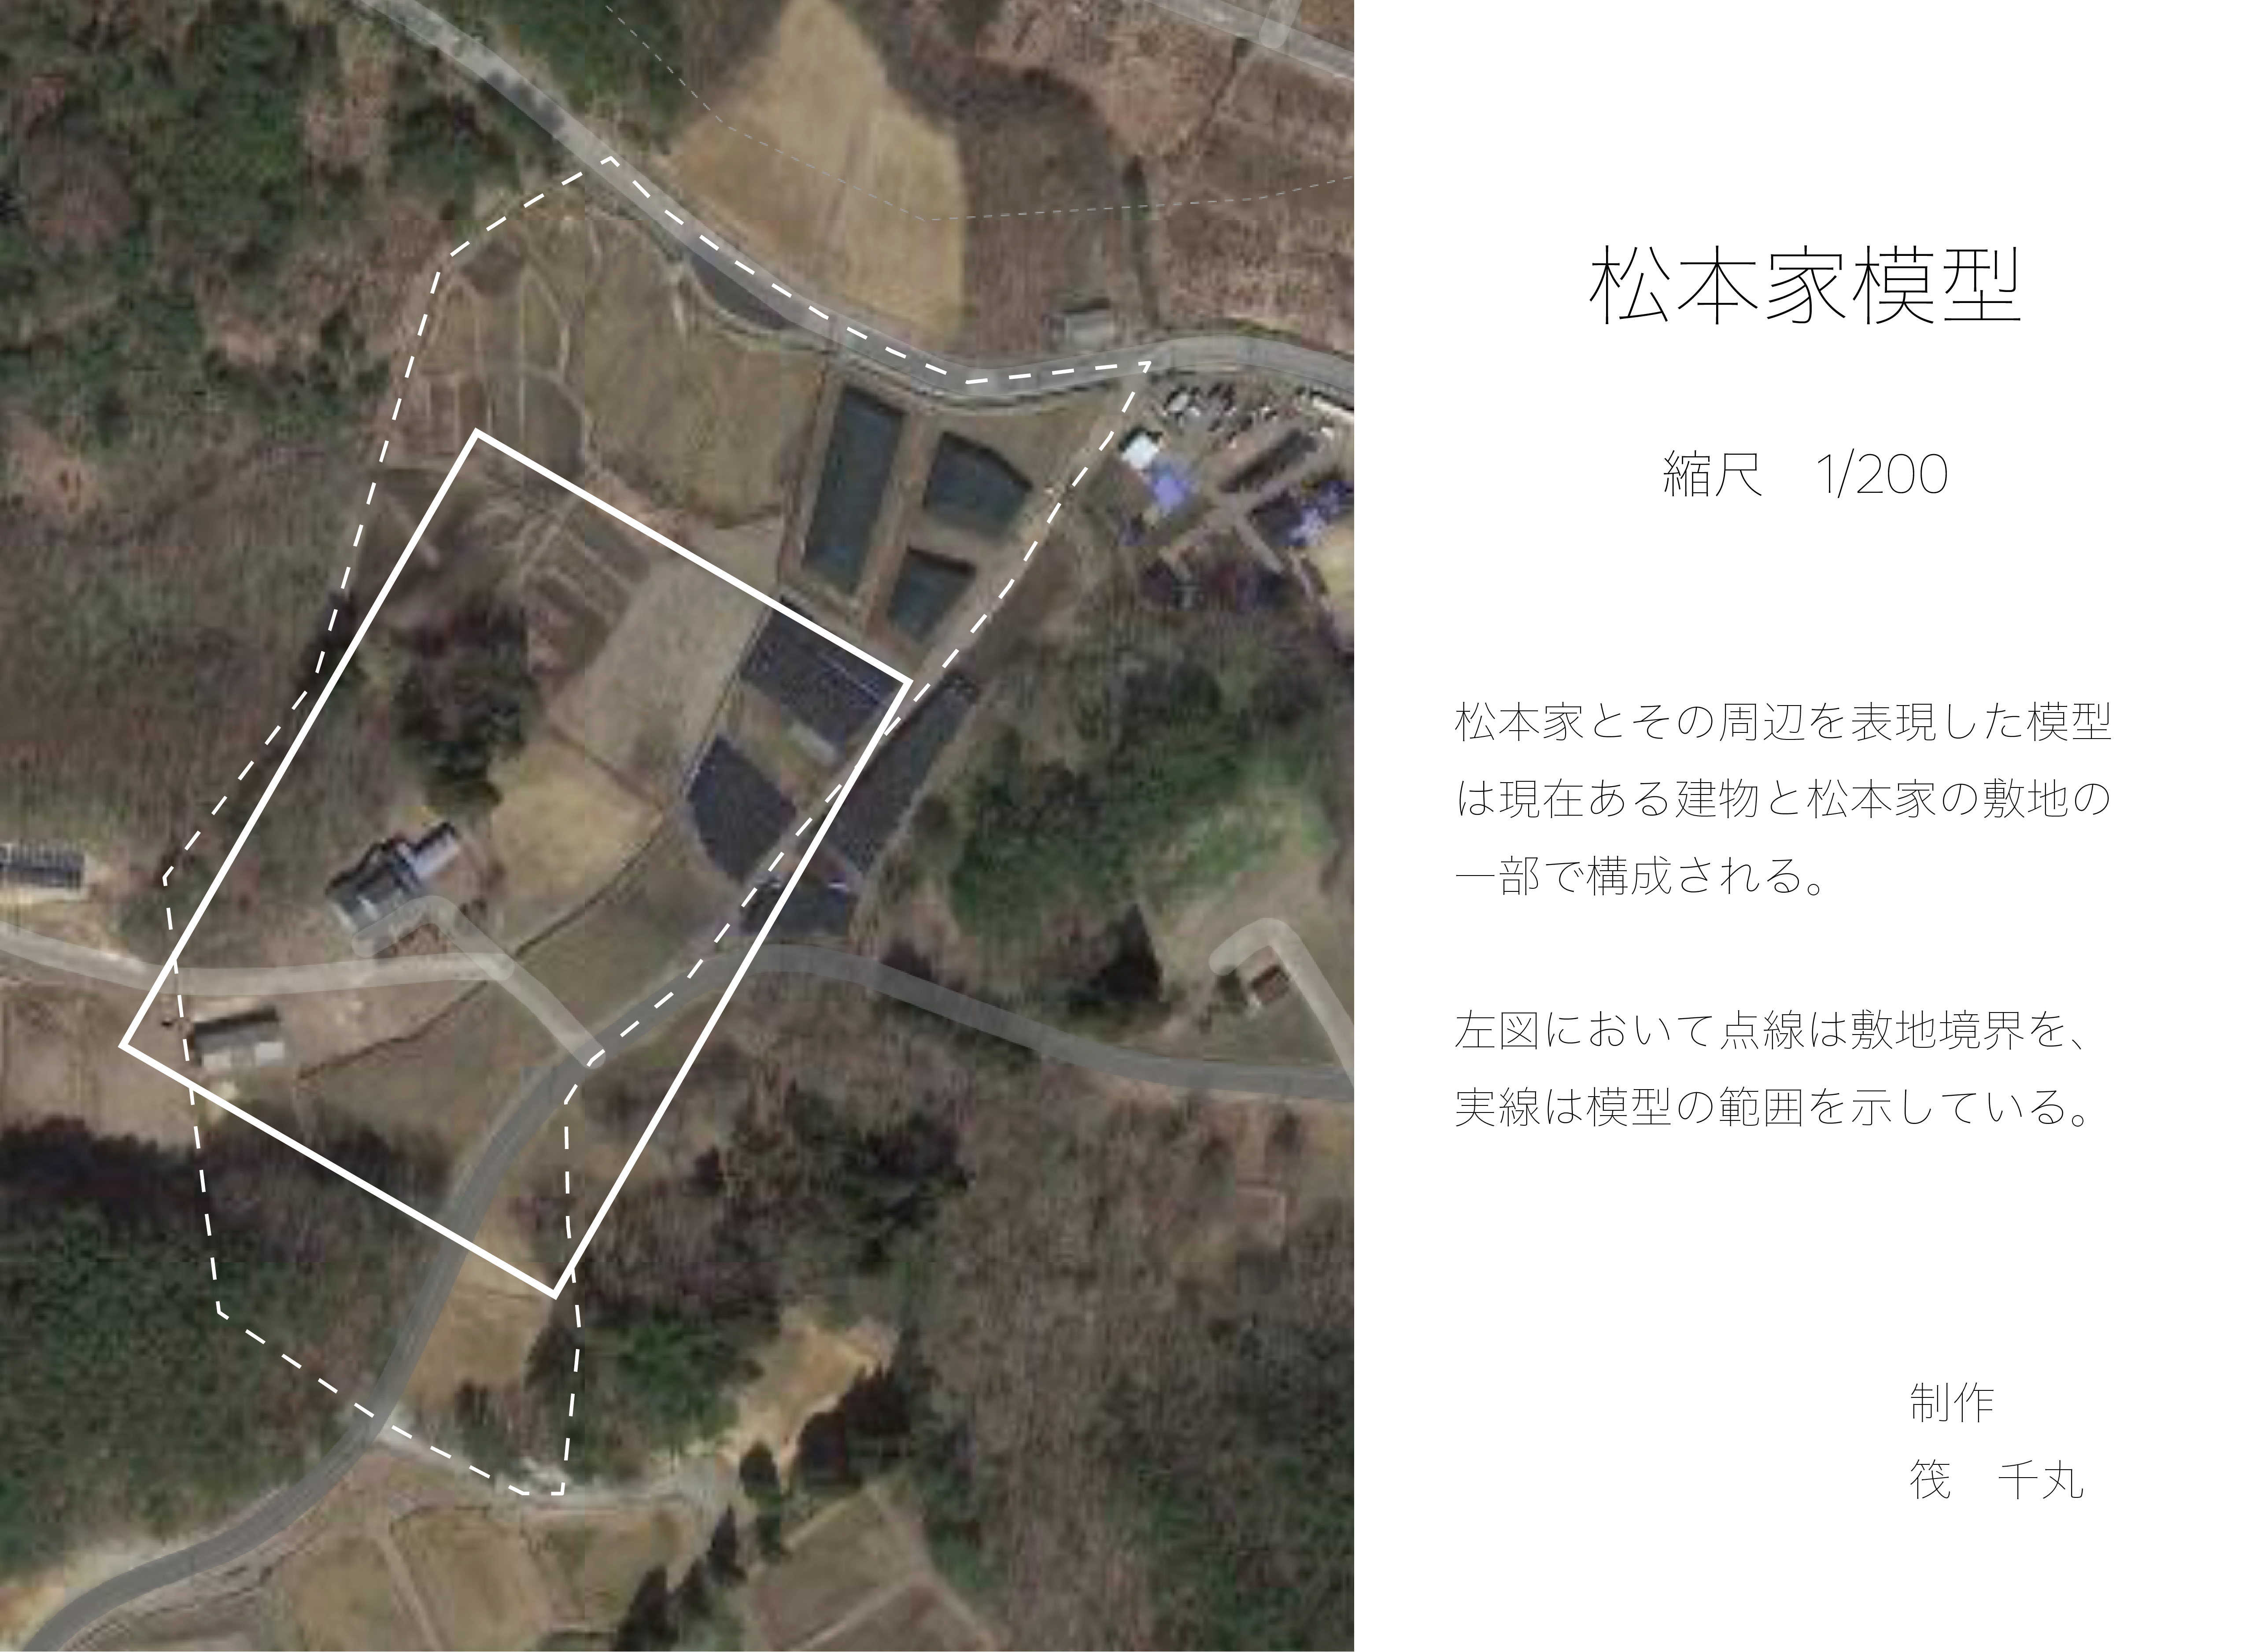 松本家模型
縮尺　1/200
松本家とその周辺を表現した模型
は現在ある建物と松本家の敷地の
一部で構成される。
左図において点線は敷地境界を、
実線は模型の範囲を示している。
制作
筏　千丸